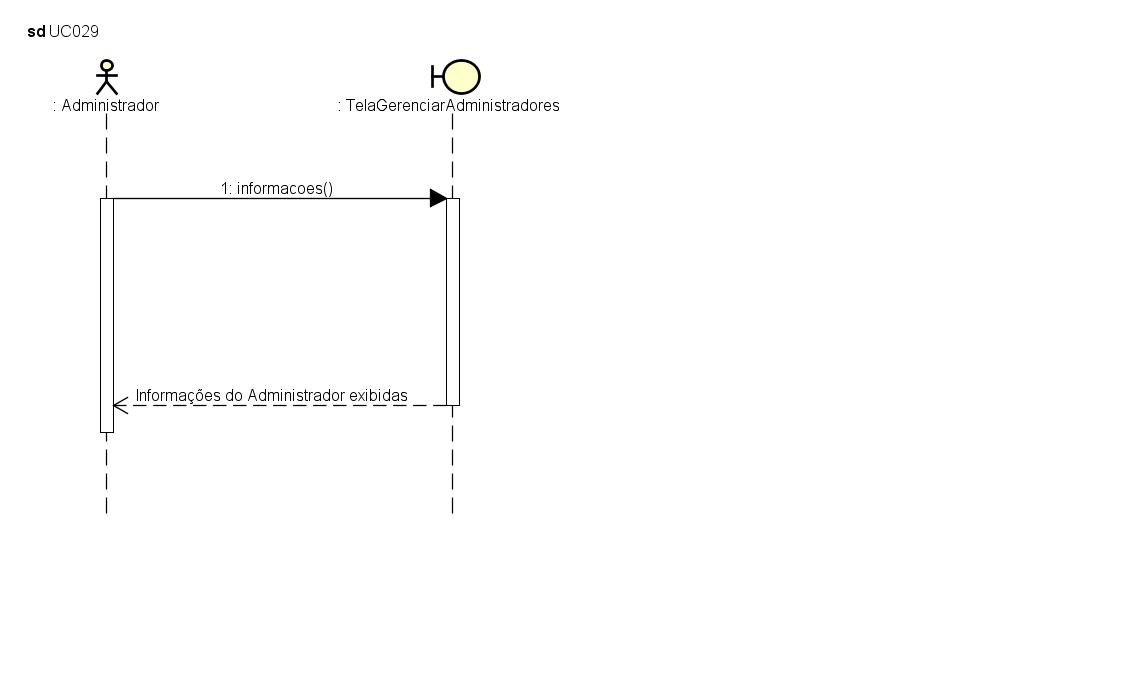 sd UC029
: Administrador
: TelaGerenciarAdministradores
1: informacoes()
Informações do Administrador exibidas